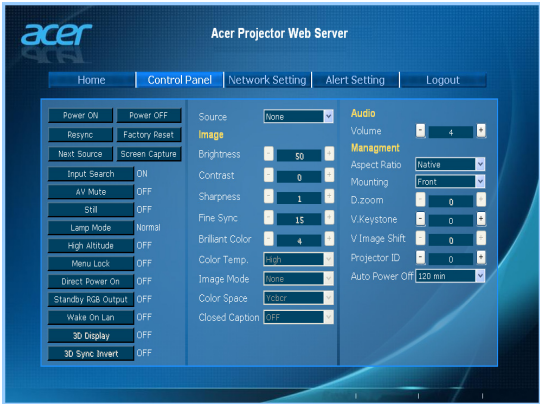 acer
Acer Projector Web Server
Home Control Panel Network Setting Alert Setting Logout
Power ON Power OFF
Resync Factory Reset
Next Source Screen Capture
Input Search ON
AV Mute OFF
Still OFF
Lamp Mode Normal
High Altitude OFF
Menu Lock OFF
Direct Power On OFF
Standby RGB Output OFF
Wake On Lan OFF
3D Display OFF
3D Sync Invert OFF
Source None
Image
Brightness - 50 +
Contrast - 0 +
Sharpness - 1 +
Fine Sync - 15 +
Brilliant Color - 4 +
Color Temp. High
Image Mode None
Color Space Ycbcr
Closed Caption OFF
Audio
Volume - 4 +
Managment
Aspect Ratio Native
Mounting Front
D.zoom - 0 +
V.Keystone - 0 +
V Image Shift - 0 +
Projector ID - 0 +
Auto Power Off 120 min